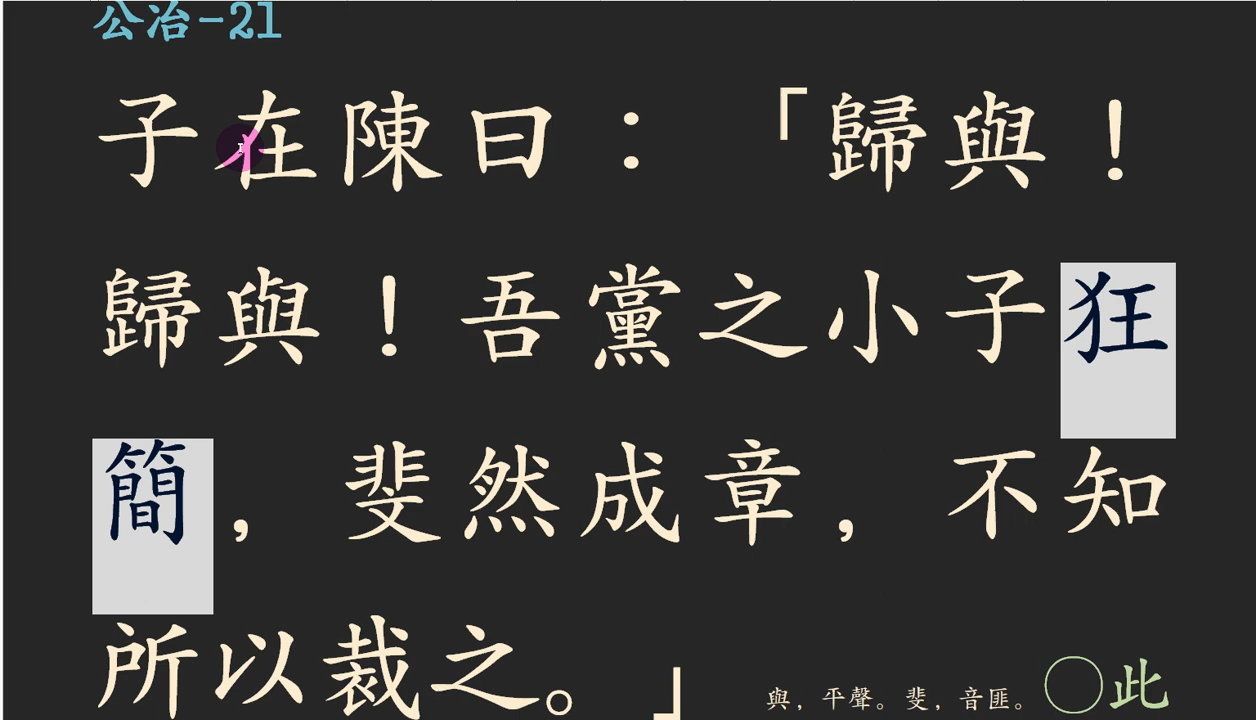 公冶-21
子在陳曰：「歸與！
歸與！吾黨之小子狂
簡，斐然成章，不知
所以裁之。」與，平聲。斐，音匪。○此